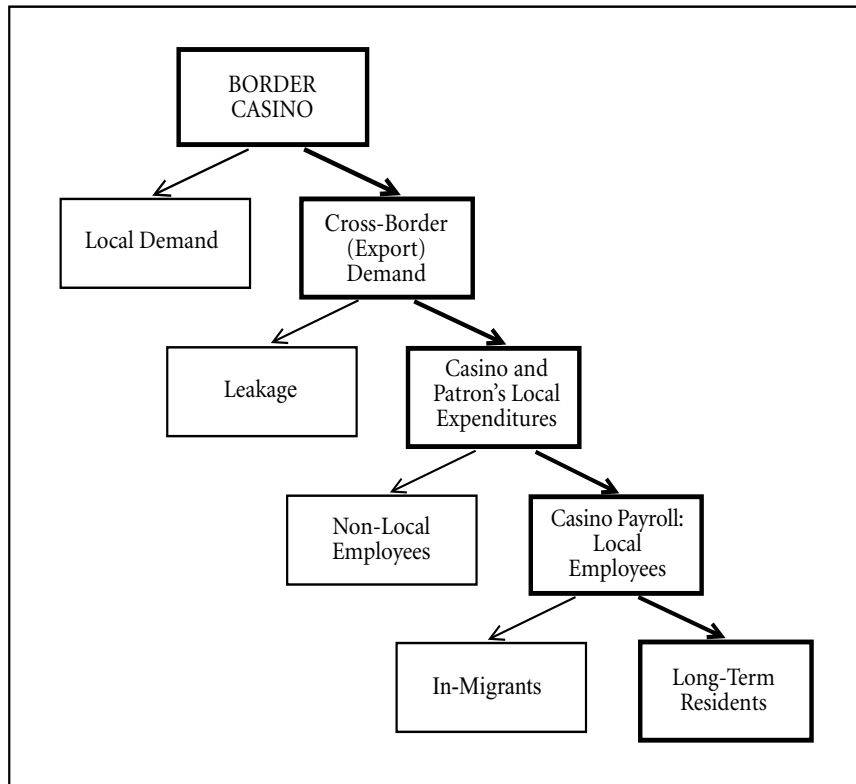 BORDER
CASINO
Local Demand
Cross-Border
(Export)
Demand
Leakage
Casino and
Patron’s Local
Expenditures
Non-Local
Employees
Casino Payroll:
Local
Employees
In-Migrants
Long-Term
Residents